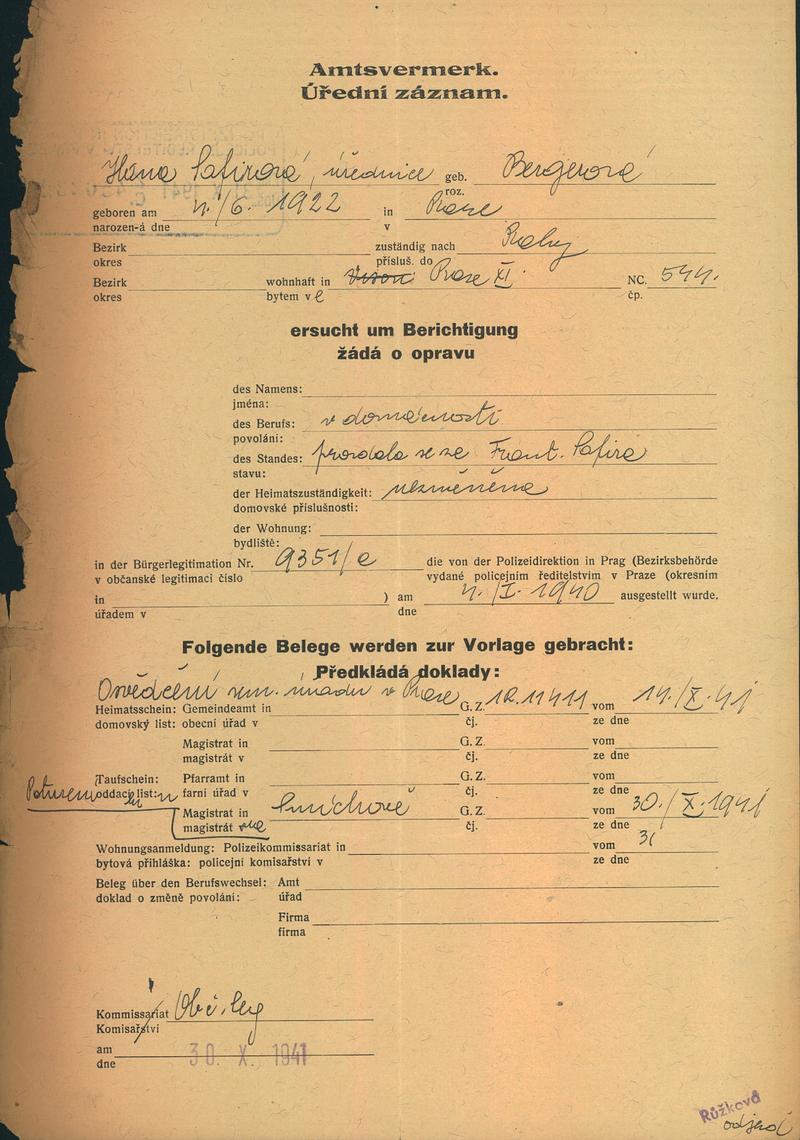 Amtsvermerk.
Úřední záznam.
Hana Safirová, úřednice geb. Bergerová
roz.
geboren am 4./6. 1922 in Praze
narozen-á dne v
Bezirk zuständig nach Prahy
okres přísluš. do
Bezirk wohnhaft in Praze XI. NC. 544.
okres bytem v čp.
ersucht um Berichtigung
žádá o opravu
des Namens:
jména:
des Berufs: v domácnosti
povolání:
des Standes: provdala se za Frant. Safira
stavu:
der Heimatszuständigkeit: nezměněna
domovské příslušnosti:
der Wohnung:
bydliště:
in der Bürgerlegitimation Nr. 9351/e die von der Polizeidirektion in Prag (Bezirksbehörde
v občanské legitimaci číslo vydané policejním ředitelstvím v Praze (okresním
in ) am 4./I. 1940 ausgestellt wurde.
úřadem v dne
Folgende Belege werden zur Vorlage gebracht:
Předkládá doklady:
Osvědčení v Praze
Heimatsschein: Gemeindeamt in G. Z. vom 14./X. 41
domovský list: obecní úřad v čj. ze dne
Magistrat in G. Z. vom
magistrát v čj. ze dne
Taufschein: Pfarramt in G. Z. vom
oddací list: farní úřad v čj. ze dne
Magistrat in Smíchově G. Z. vom 30./X. 1941
magistrát čj. ze dne
Wohnungsanmeldung: Polizeikommissariat in vom
bytová přihláška: policejní komisařství v ze dne
Beleg über den Berufswechsel: Amt
doklad o změně povolání: úřad
Firma
firma
Kommissariat
Komisařství
am 30. X. 1941
dne
Růžková